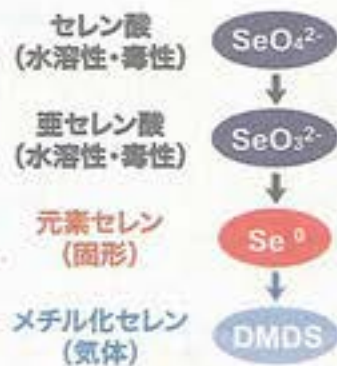 セレン酸
(水溶性・毒性)
SeO₄²⁻
亜セレン酸
(水溶性・毒性)
SeO₃²⁻
元素セレン
(固形)
Se⁰
メチル化セレン
(気体)
DMDS